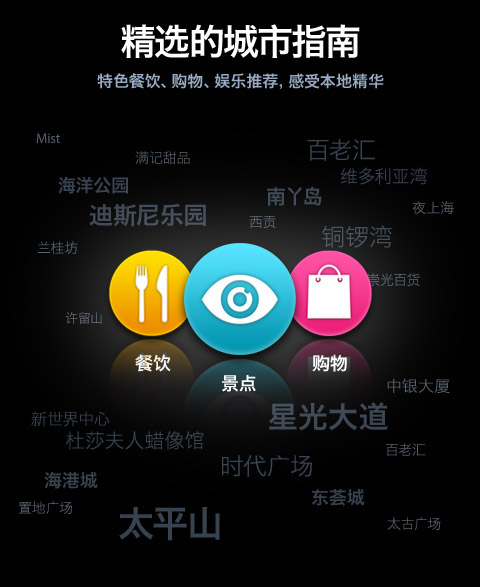 精选的城市指南
特色餐饮、购物、娱乐推荐，感受本地精华
Mist
百老汇
满记甜品
维多利亚湾
海洋公园
南丫岛
夜上海
迪斯尼乐园
西贡
铜锣湾
兰桂坊
崇光百货
许留山
餐饮
购物
景点
中银大厦
星光大道
新世界中心
杜莎夫人蜡像馆
百老汇
时代广场
海港城
东荟城
置地广场
太平山
太古广场